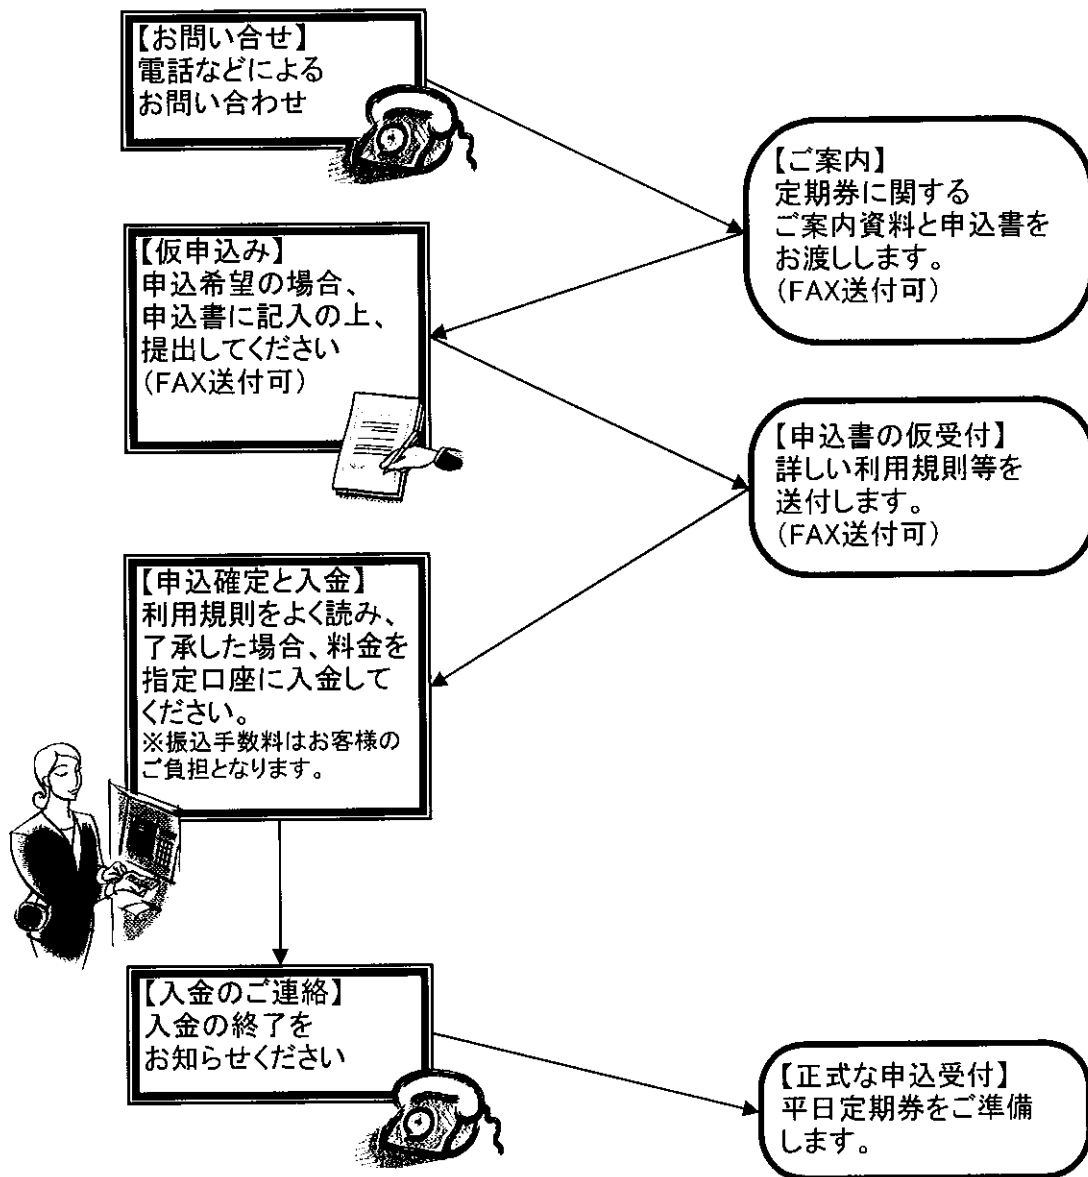 【お問い合せ】
電話などによる
お問い合わせ
【ご案内】
定期券に関する
ご案内資料と申込書を
お渡しします。
(FAX送付可)
【仮申込み】
申込希望の場合、
申込書に記入の上、
提出してください
(FAX送付可)
【申込書の仮受付】
詳しい利用規則等を
送付します。
(FAX送付可)
【申込確定と入金】
利用規則をよく読み、
了承した場合、料金を
指定口座に入金して
ください。
※振込手数料はお客様の
ご負担となります。
【入金のご連絡】
入金の終了を
お知らせください
【正式な申込受付】
平日定期券をご準備
します。